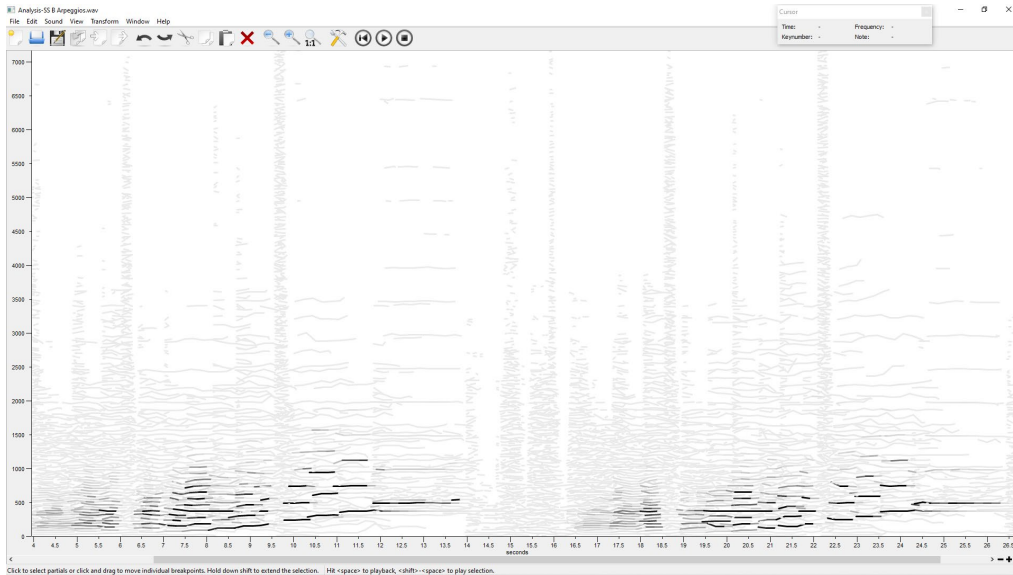 Analysis-SS B Arpeggios.wav
File Edit Sound View Transform Window Help
1:1
Cursor
Time: - Frequency: -
Keynumber: - Note: -
7000
6500
6000
5500
5000
4500
4000
3500
3000
2500
2000
1500
1000
500
0
4 4.5 5 5.5 6 6.5 7 7.5 8 8.5 9 9.5 10 10.5 11 11.5 12 12.5 13 13.5 14 14.5 15 15.5 16 16.5 17 17.5 18 18.5 19 19.5 20 20.5 21 21.5 22 22.5 23 23.5 24 24.5 25 25.5 26 26.5
seconds
Click to select partials or click and drag to move individual breakpoints. Hold down shift to extend the selection. Hit <space> to playback, <shift>-<space> to play selection.